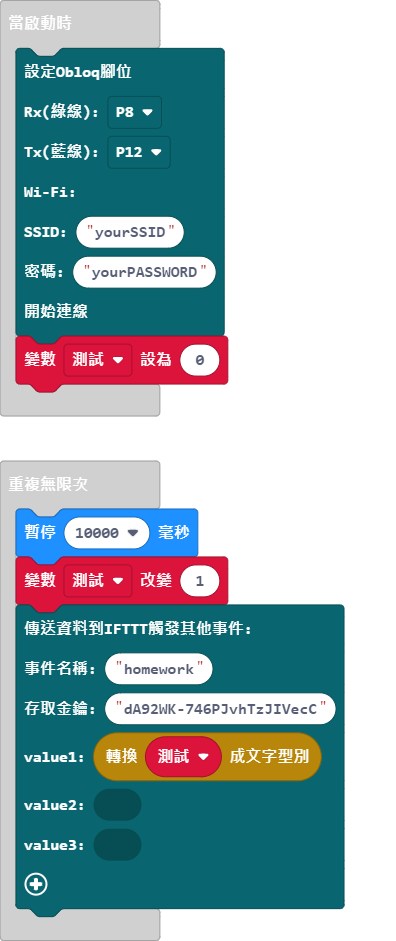 當啟動時
設定Obloq腳位
Rx(綠線): P8
Tx(藍線): P12
Wi-Fi:
SSID: "yourSSID"
密碼: "yourPASSWORD"
開始連線
變數 測試 設為 0
重複無限次
暫停 10000 毫秒
變數 測試 改變 1
傳送資料到IFTTT觸發其他事件:
事件名稱: "homework"
存取金鑰: "dA92WK-746PJvhTzJIVecC"
value1: 轉換 測試 成文字型別
value2:
value3: